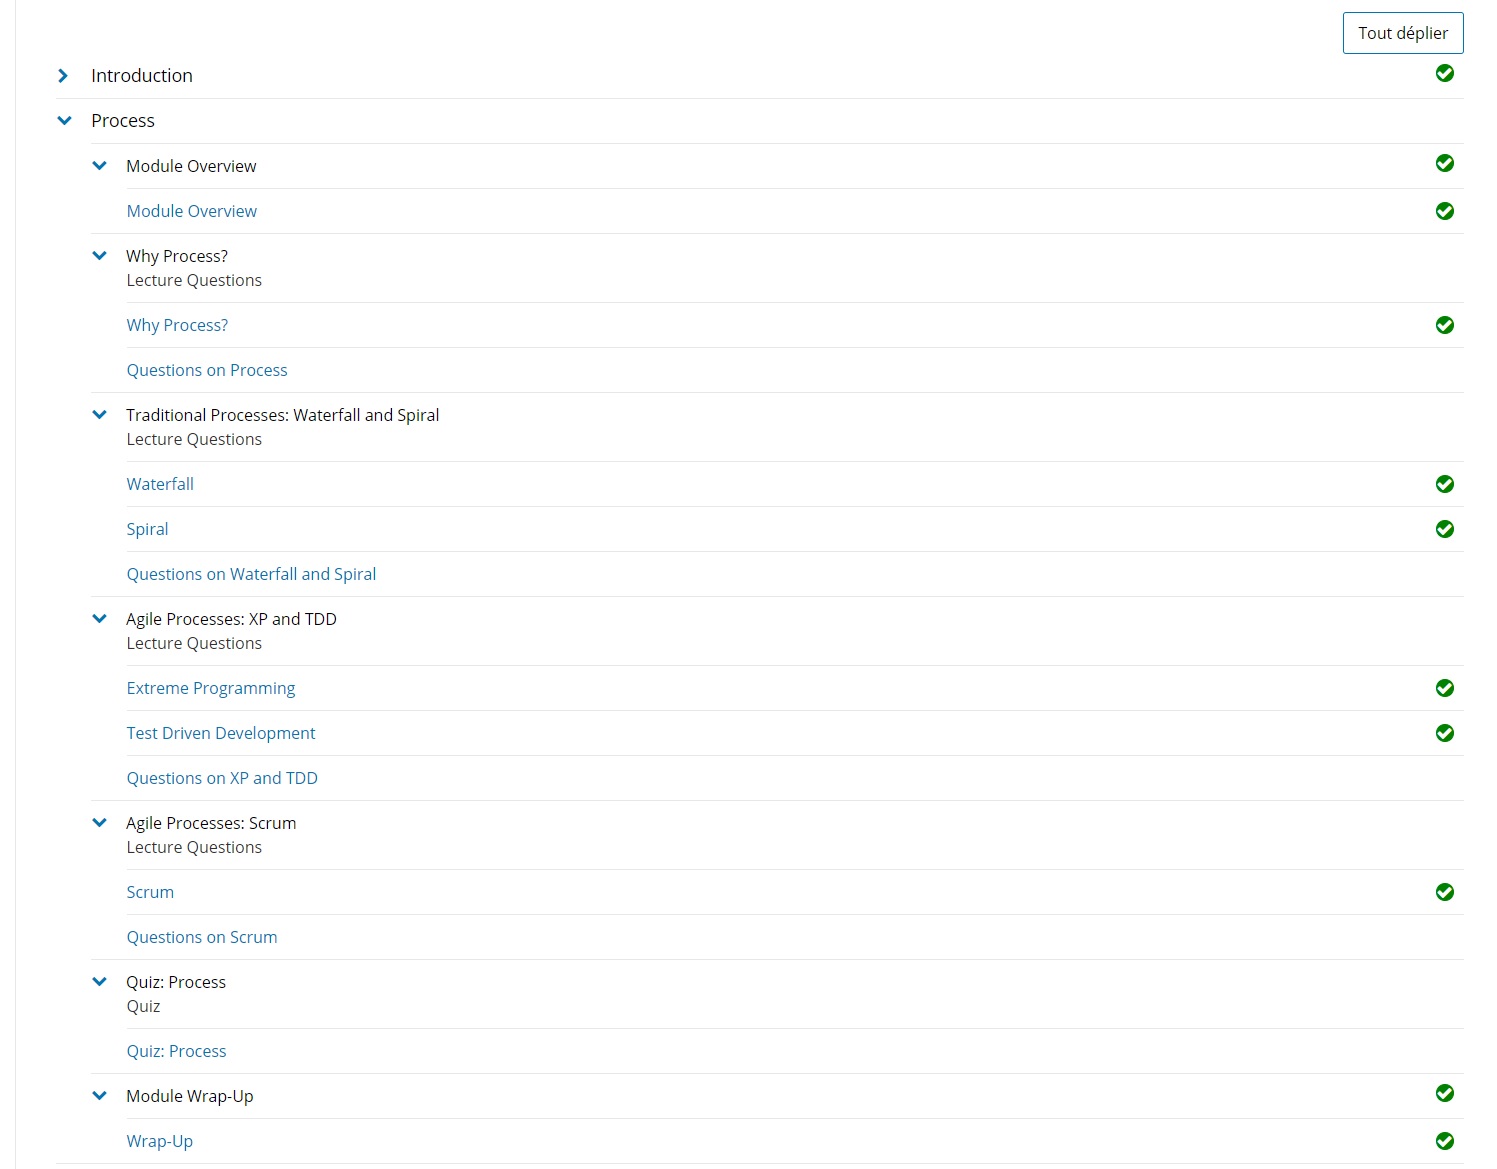 Tout déplier
Introduction
Process
Module Overview
Module Overview
Why Process?
Lecture Questions
Why Process?
Questions on Process
Traditional Processes: Waterfall and Spiral
Lecture Questions
Waterfall
Spiral
Questions on Waterfall and Spiral
Agile Processes: XP and TDD
Lecture Questions
Extreme Programming
Test Driven Development
Questions on XP and TDD
Agile Processes: Scrum
Lecture Questions
Scrum
Questions on Scrum
Quiz: Process
Quiz
Quiz: Process
Module Wrap-Up
Wrap-Up